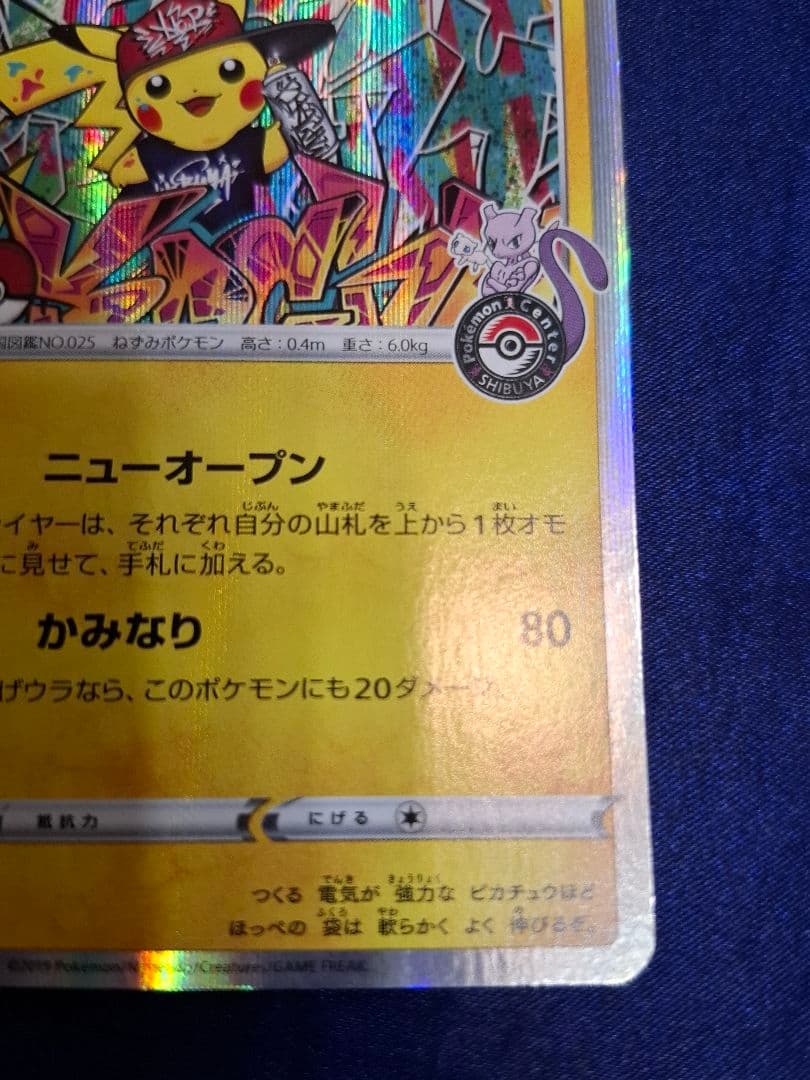 国図鑑NO.025 ねずみポケモン 高さ：0.4m 重さ：6.0kg
Pokémon Center
SHIBUYA
ニューオープン
イヤーは、それぞれ自分の山札を上から1枚オモ
に見せて、手札に加える。
かみなり 80
げウラなら、このポケモンにも20ダメージ
抵抗力 にげる
つくる 電気が 強力な ピカチュウほど
ほっぺの 袋は 軟らかく よく 伸びるぞ。
©2019 Pokémon/Nintendo/Creatures/GAME FREAK.